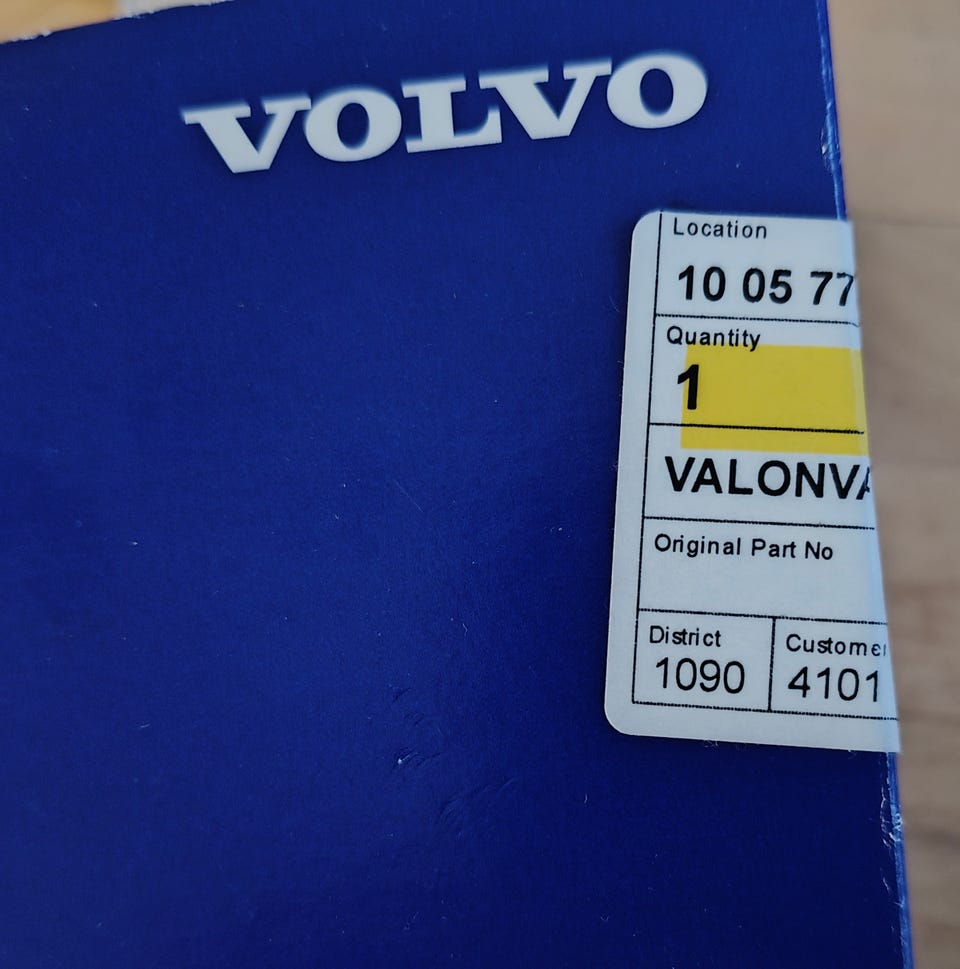 VOLVO
Location
10 05 77
Quantity
1
VALONVA
Original Part No
District
Customer
1090
4101